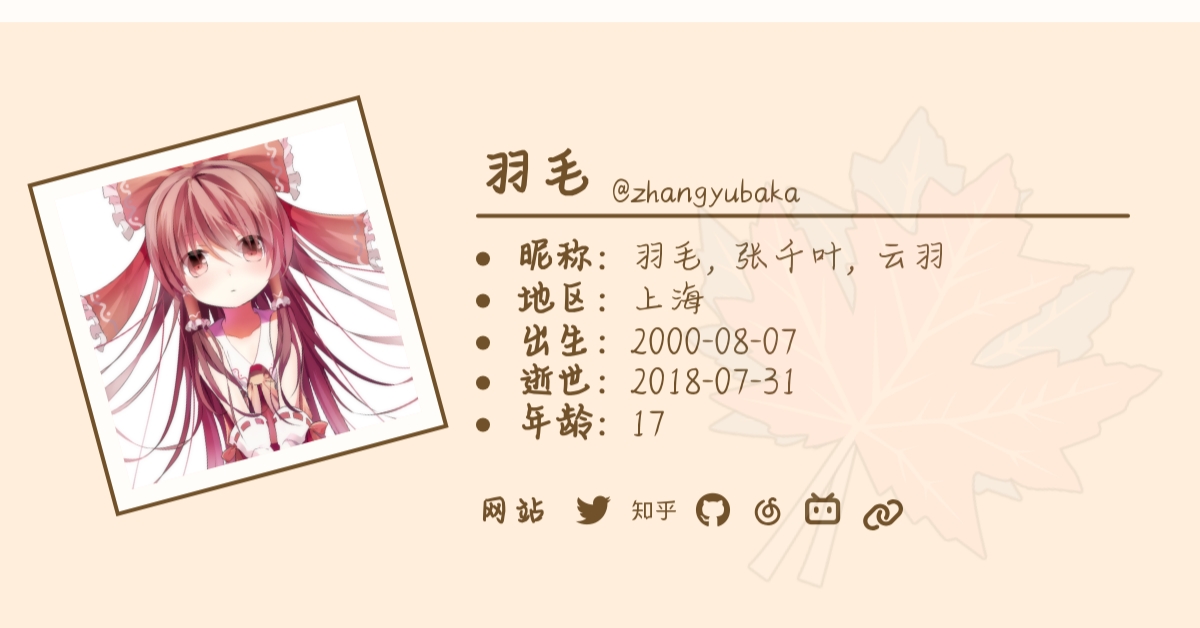 羽毛 @zhangyubaka
• 昵称：羽毛, 张千叶, 云羽
• 地区：上海
• 出生：2000-08-07
• 逝世：2018-07-31
• 年龄：17
网站 知乎